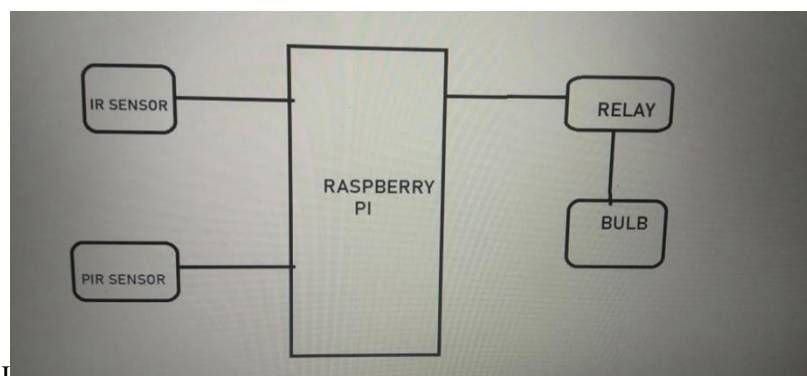 IR SENSOR
RELAY
RASPBERRY
PI
BULB
PIR SENSOR